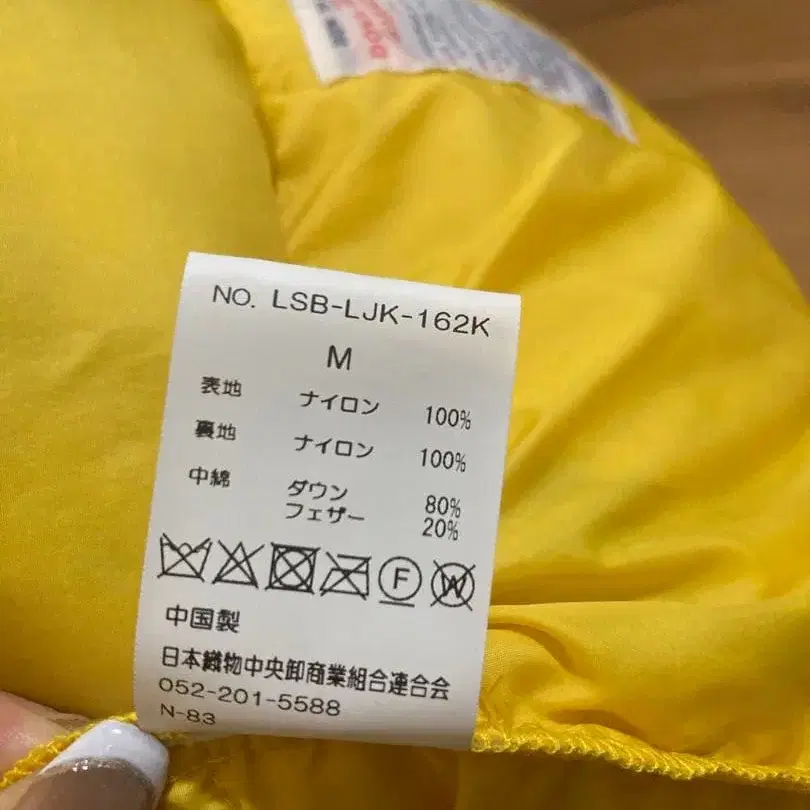 NO. LSB-LJK-162K
M
表地 ナイロン 100%
裏地 ナイロン 100%
中綿 ダウン 80%
フェザー 20%
F W
中国製
日本織物中央卸商業組合連合会
052-201-5588
N-83